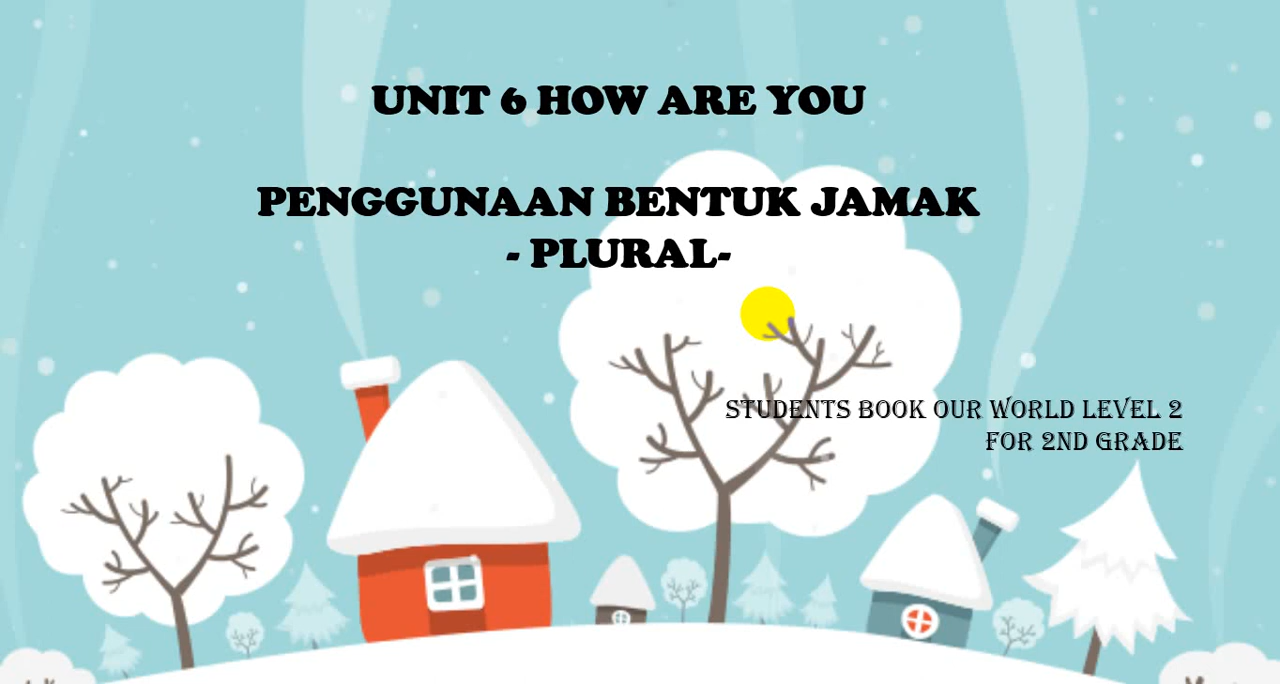 UNIT 6 HOW ARE YOU
PENGGUNAAN BENTUK JAMAK
- PLURAL-
STUDENTS BOOK OUR WORLD LEVEL 2
FOR 2ND GRADE